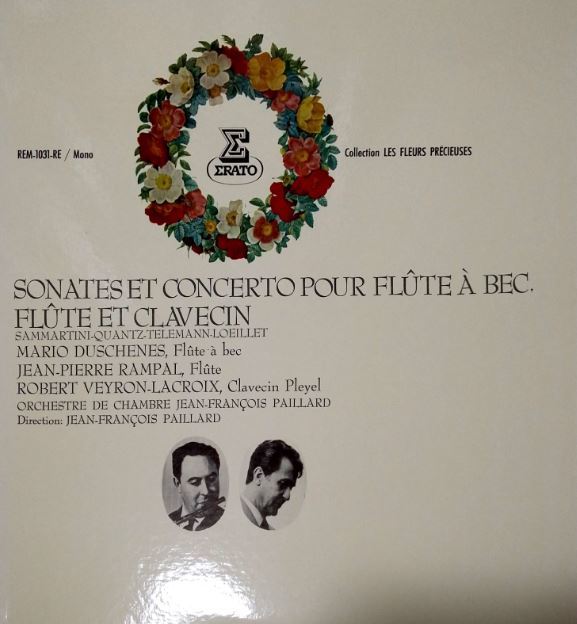 REM-1031-RE / Mono
Σ
ΣRATO
Collection LES FLEURS PRÉCIEUSES
SONATES ET CONCERTO POUR FLÛTE À BEC,
FLÛTE ET CLAVECIN
SAMMARTINI-QUANTZ-TELEMANN-LOEILLET
MARIO DUSCHENES, Flûte à bec
JEAN-PIERRE RAMPAL, Flûte
ROBERT VEYRON-LACROIX, Clavecin Pleyel
ORCHESTRE DE CHAMBRE JEAN-FRANÇOIS PAILLARD
Direction: JEAN-FRANÇOIS PAILLARD